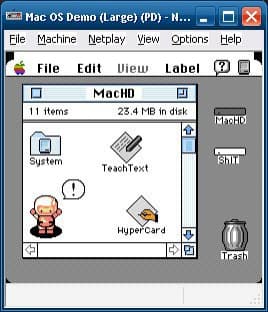 Mac OS Demo (Large) (PD) - N...
File Machine Netplay View Options Help
File Edit View Label
MacHD
11 items 23.4 MB in disk
System
TeachText
!
HyperCard
MacHD
ShIT
Trash